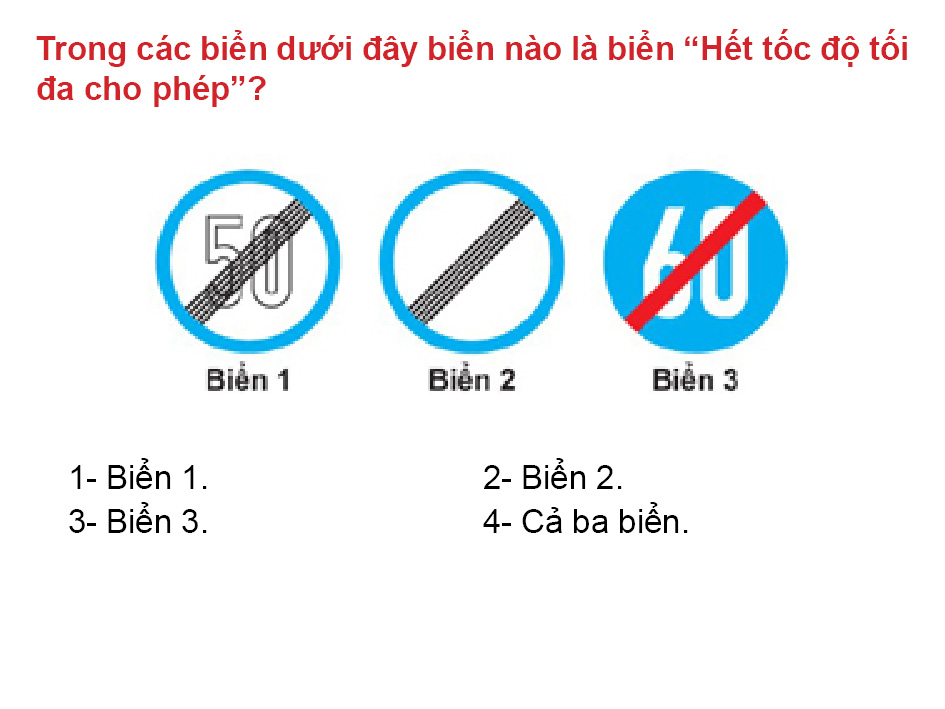 Trong các biển dưới đây biển nào là biển “Hết tốc độ tối
đa cho phép”?
50 60
Biển 1 Biển 2 Biển 3
1- Biển 1. 2- Biển 2.
3- Biển 3. 4- Cả ba biển.